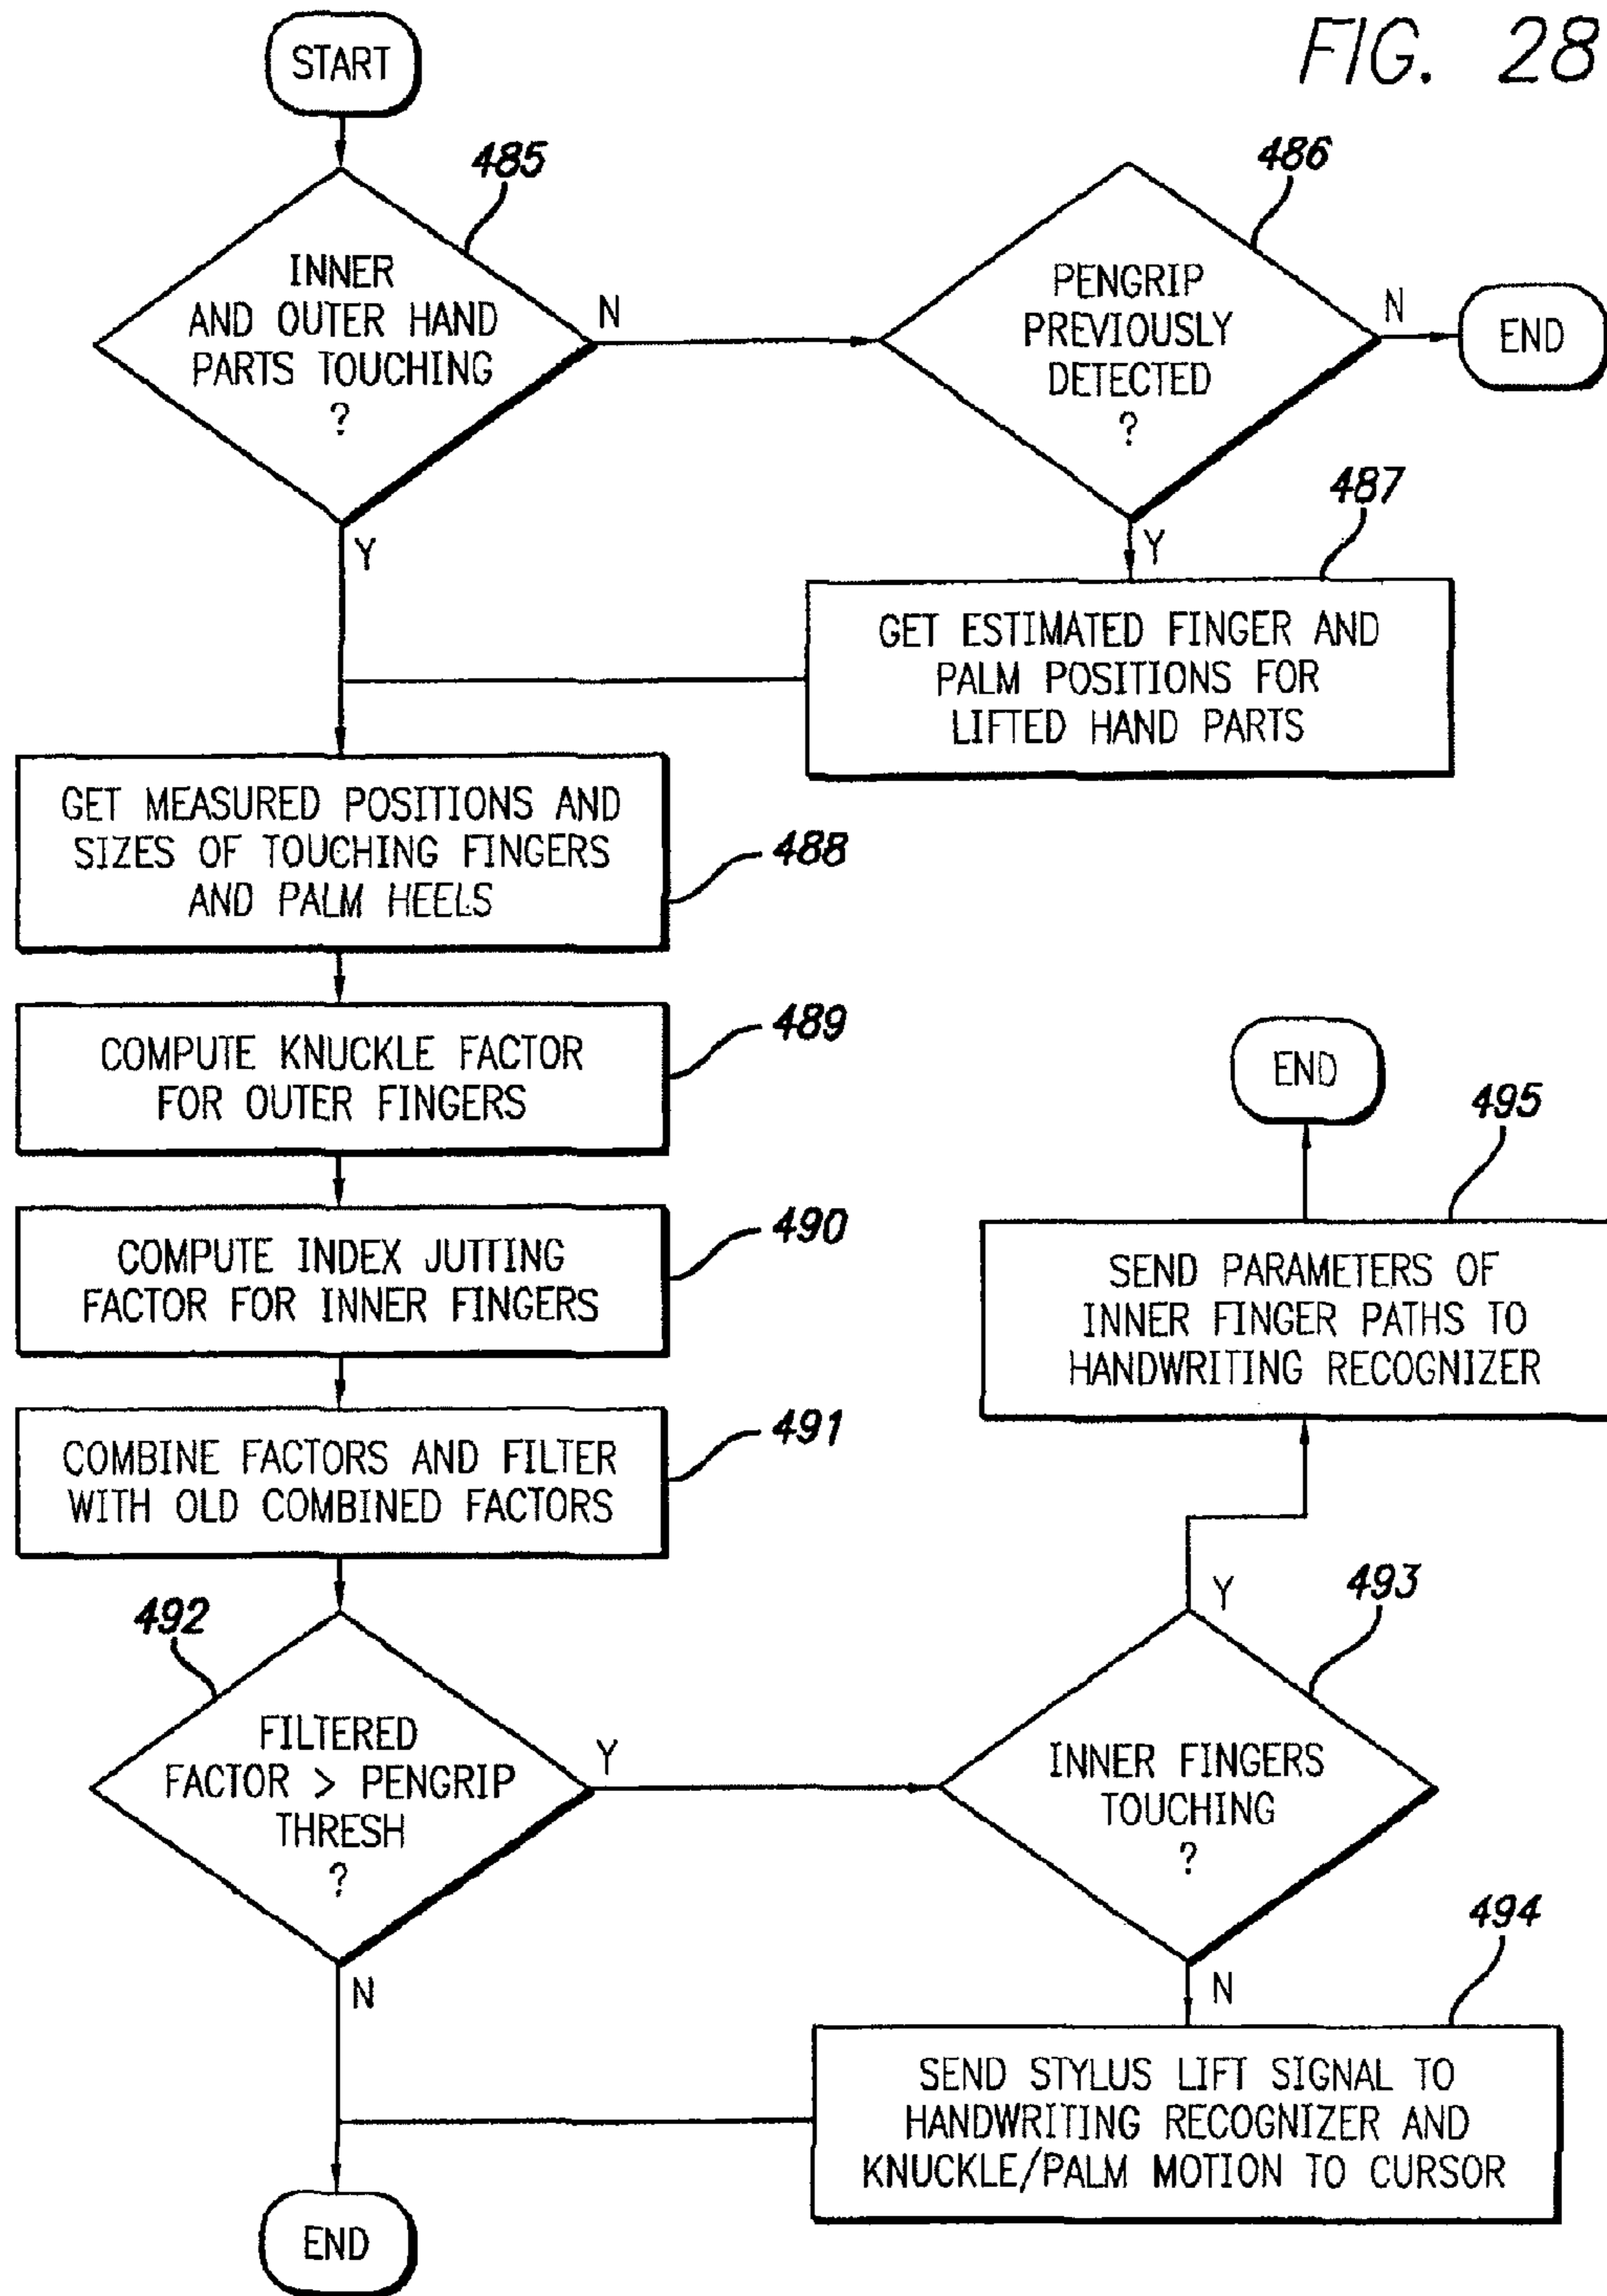 FIG. 28
START
485
INNER
AND OUTER HAND
PARTS TOUCHING
?
N
Y
486
PENGRIP
PREVIOUSLY
DETECTED
?
N
END
Y
487
GET ESTIMATED FINGER AND
PALM POSITIONS FOR
LIFTED HAND PARTS
GET MEASURED POSITIONS AND
SIZES OF TOUCHING FINGERS
AND PALM HEELS
488
COMPUTE KNUCKLE FACTOR
FOR OUTER FINGERS
489
COMPUTE INDEX JUTTING
FACTOR FOR INNER FINGERS
490
COMBINE FACTORS AND FILTER
WITH OLD COMBINED FACTORS
491
492
FILTERED
FACTOR > PENGRIP
THRESH
?
Y
N
END
493
INNER FINGERS
TOUCHING
?
Y
N
495
SEND PARAMETERS OF
INNER FINGER PATHS TO
HANDWRITING RECOGNIZER
END
494
SEND STYLUS LIFT SIGNAL TO
HANDWRITING RECOGNIZER AND
KNUCKLE/PALM MOTION TO CURSOR